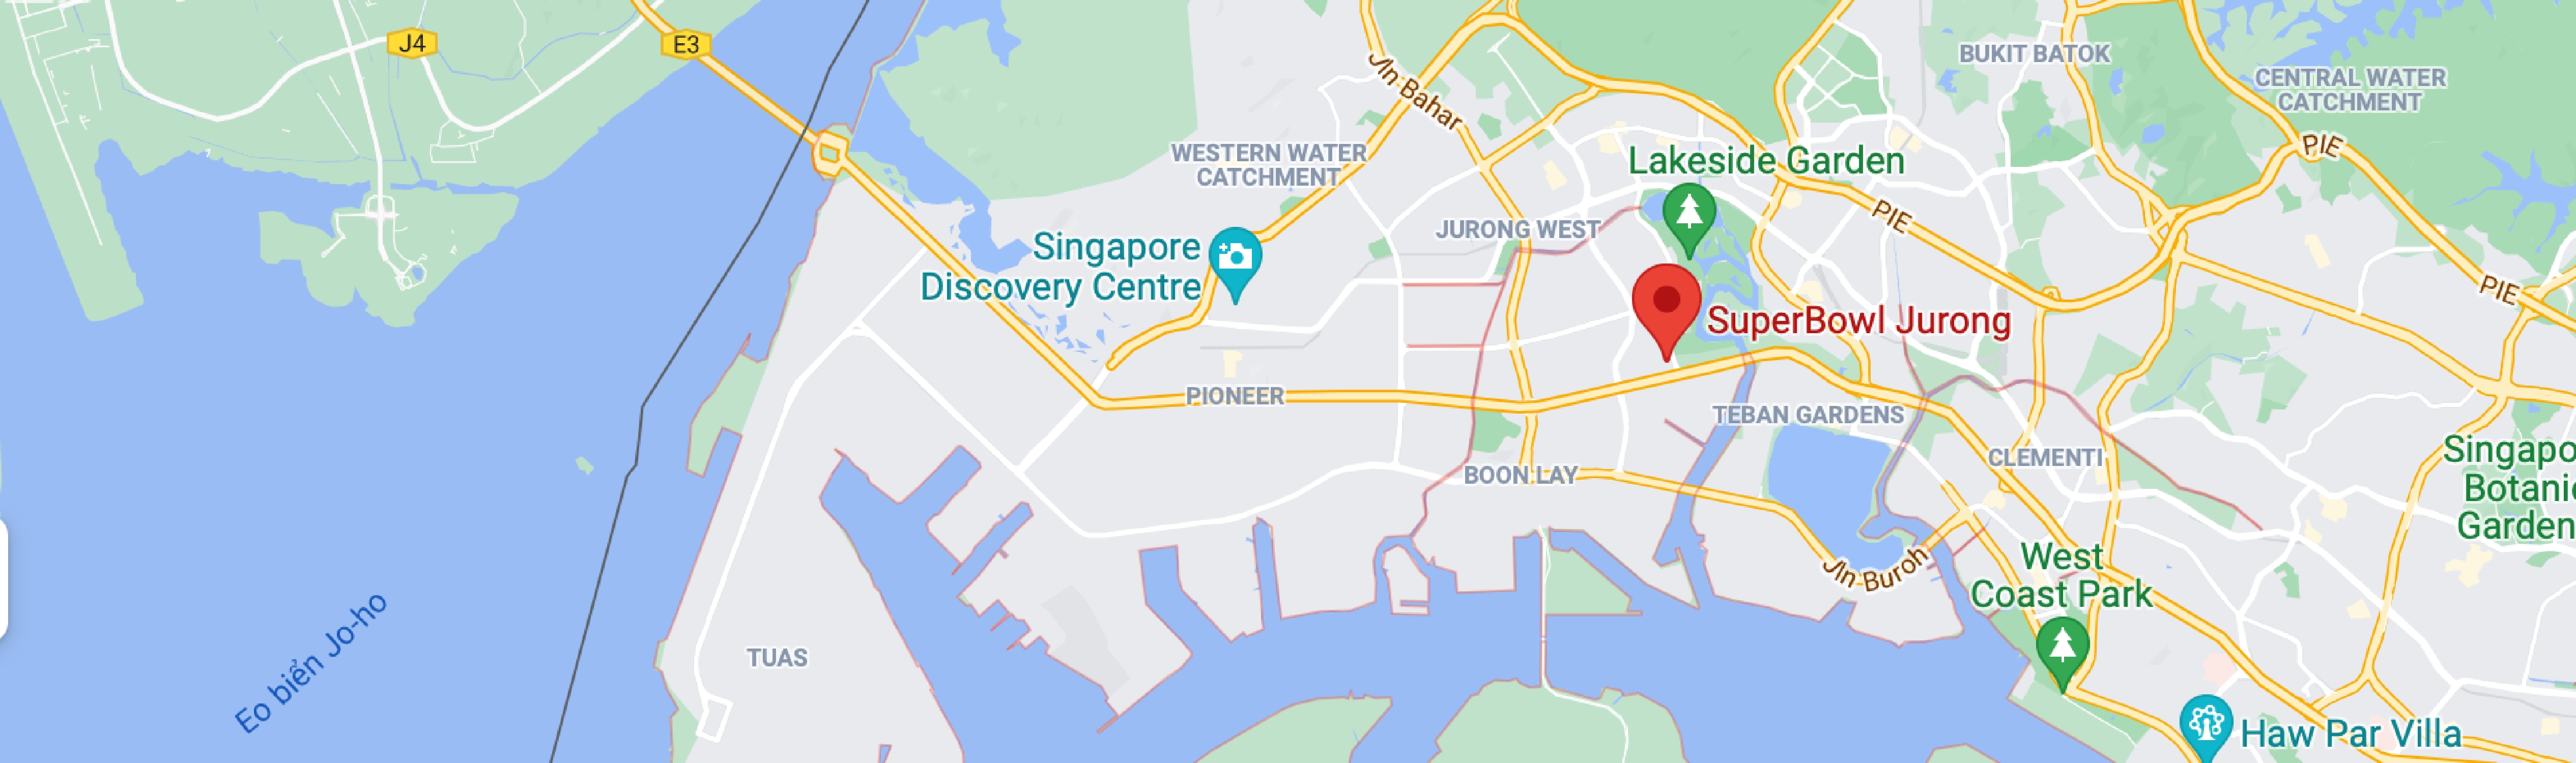 J4
E3
Jln Bahar
BUKIT BATOK
CENTRAL WATER
CATCHMENT
PIE
WESTERN WATER
CATCHMENT
Lakeside Garden
PIE
JURONG WEST
Singapore
Discovery Centre
PIE
SuperBowl Jurong
PIONEER
TEBAN GARDENS
BOON LAY
CLEMENTI
Singapo
Botanic
Garden
Jln Buroh
West
Coast Park
Eo biển Jo-ho
TUAS
Haw Par Villa